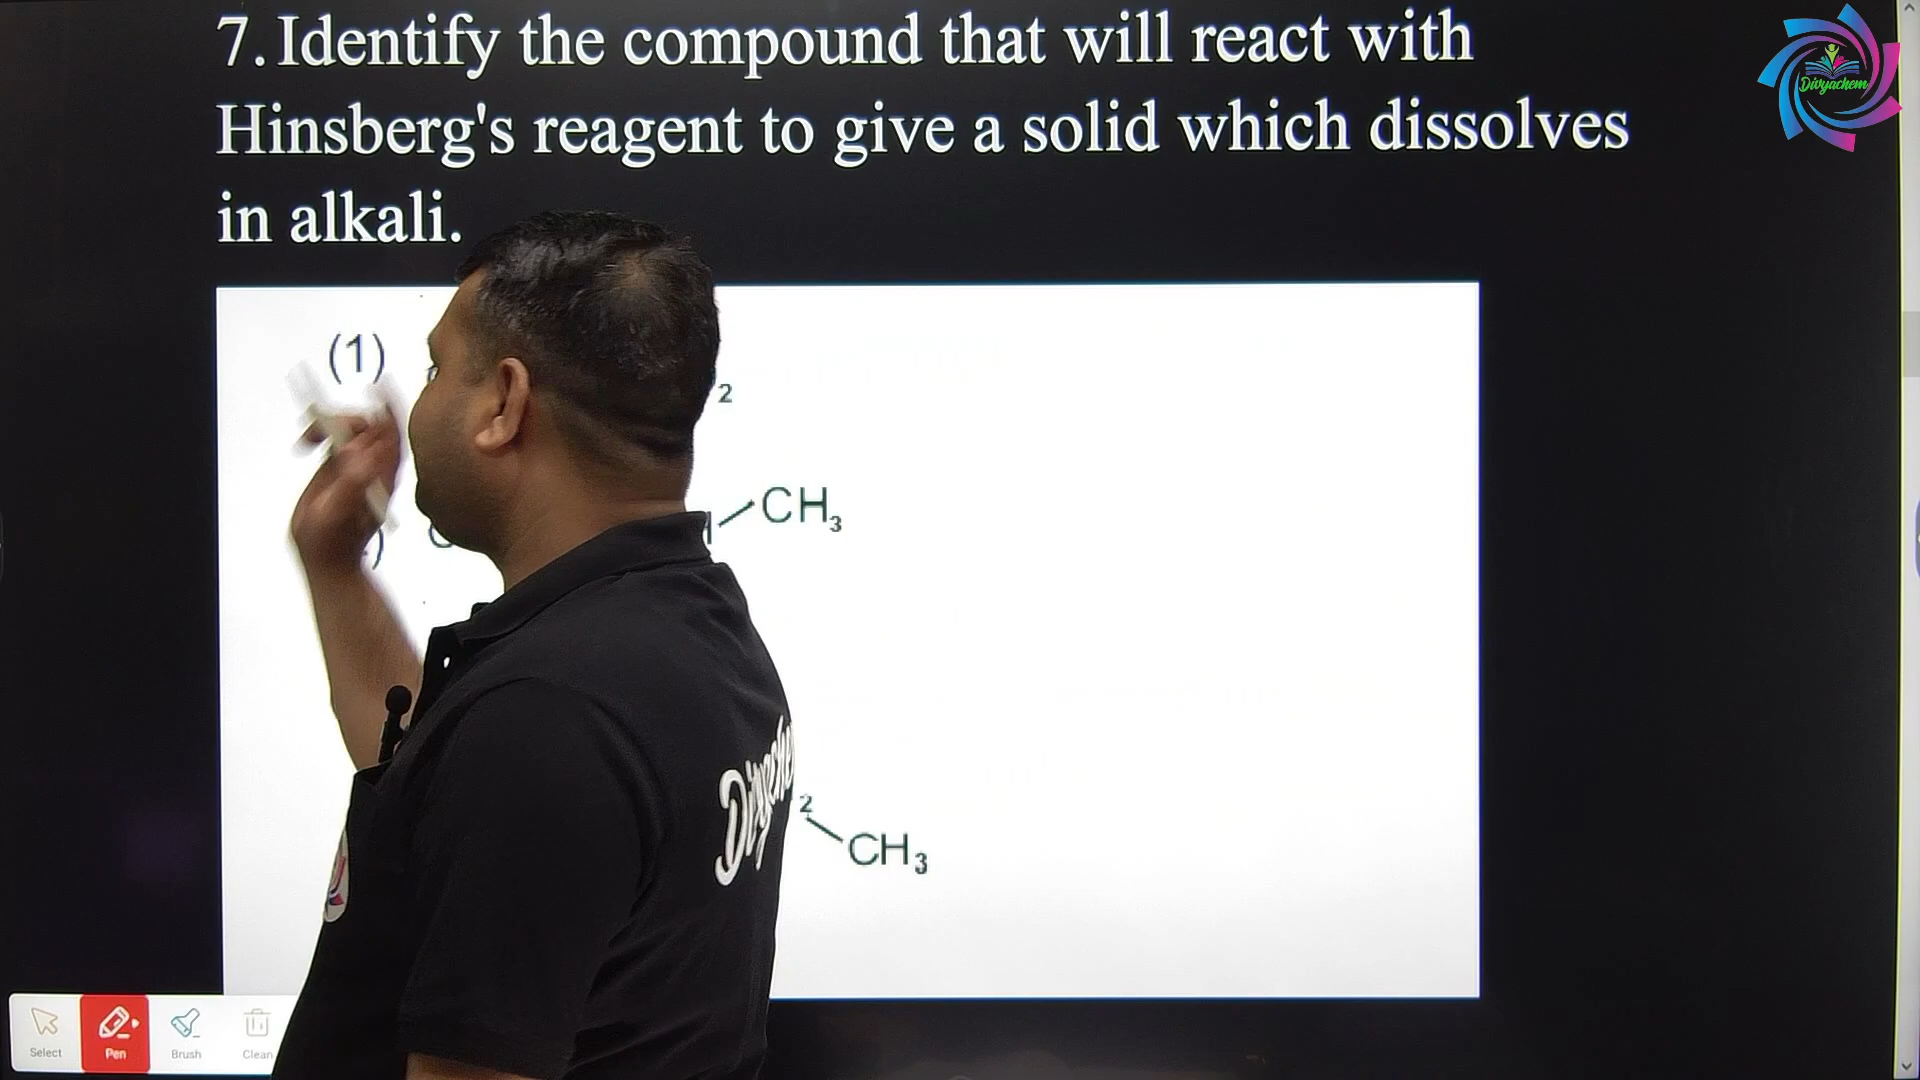 7. Identify the compound that will react with
Hinsberg's reagent to give a solid which dissolves
in alkali.
Divyachem
(1)
2
CH3
)
2
CH3
Select
Pen
Brush
Clean